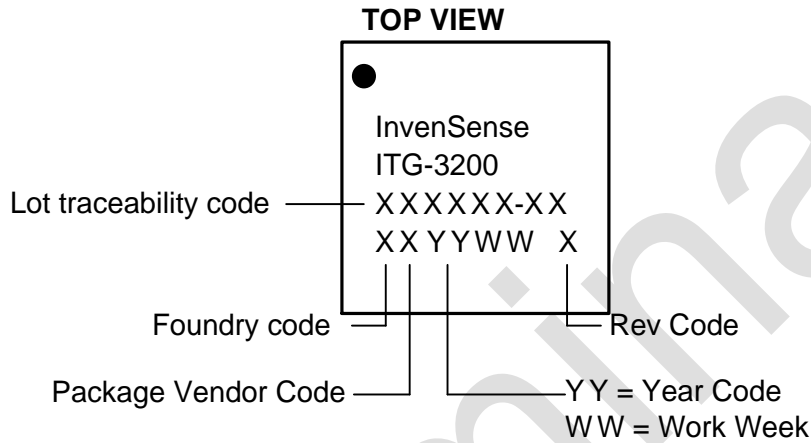 TOP VIEW
InvenSense
ITG-3200
Lot traceability code
XXXXXX-XX
XXYYWW X
Foundry code
Rev Code
Package Vendor Code
YY = Year Code
WW = Work Week